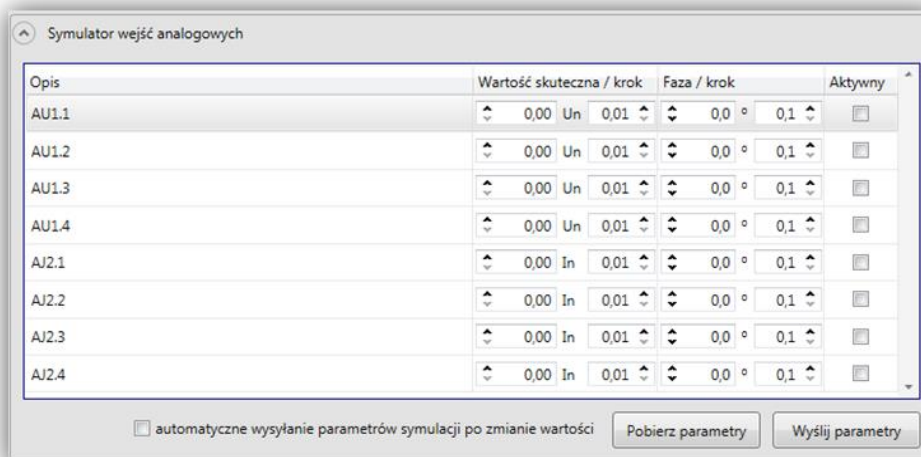 Symulator wejść analogowych
Opis Wartość skuteczna / krok Faza / krok Aktywny
AU1.1 0,00 Un 0,01 0,0 ° 0,1
AU1.2 0,00 Un 0,01 0,0 ° 0,1
AU1.3 0,00 Un 0,01 0,0 ° 0,1
AU1.4 0,00 Un 0,01 0,0 ° 0,1
AJ2.1 0,00 In 0,01 0,0 ° 0,1
AJ2.2 0,00 In 0,01 0,0 ° 0,1
AJ2.3 0,00 In 0,01 0,0 ° 0,1
AJ2.4 0,00 In 0,01 0,0 ° 0,1
automatyczne wysyłanie parametrów symulacji po zmianie wartości Pobierz parametry Wyślij parametry